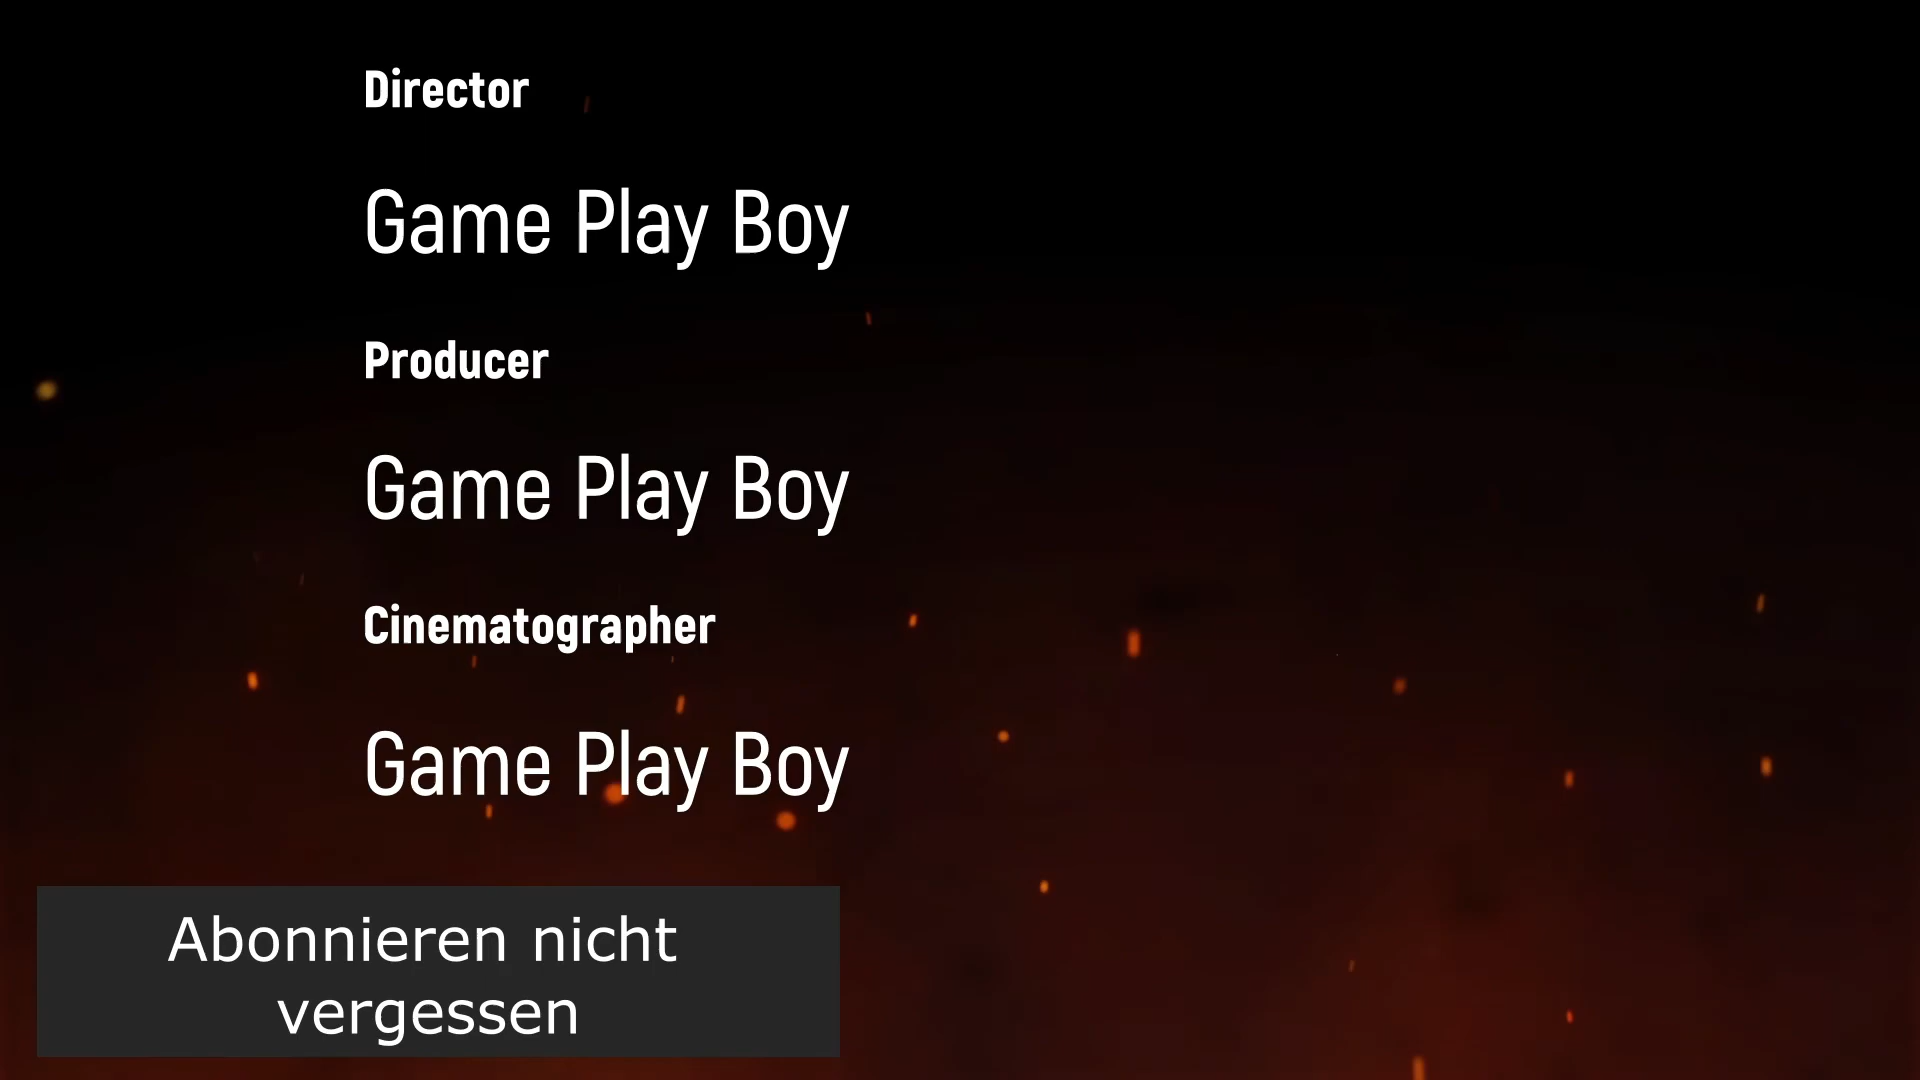 Director
Game Play Boy
Producer
Game Play Boy
Cinematographer
Game Play Boy
Abonnieren nicht
vergessen